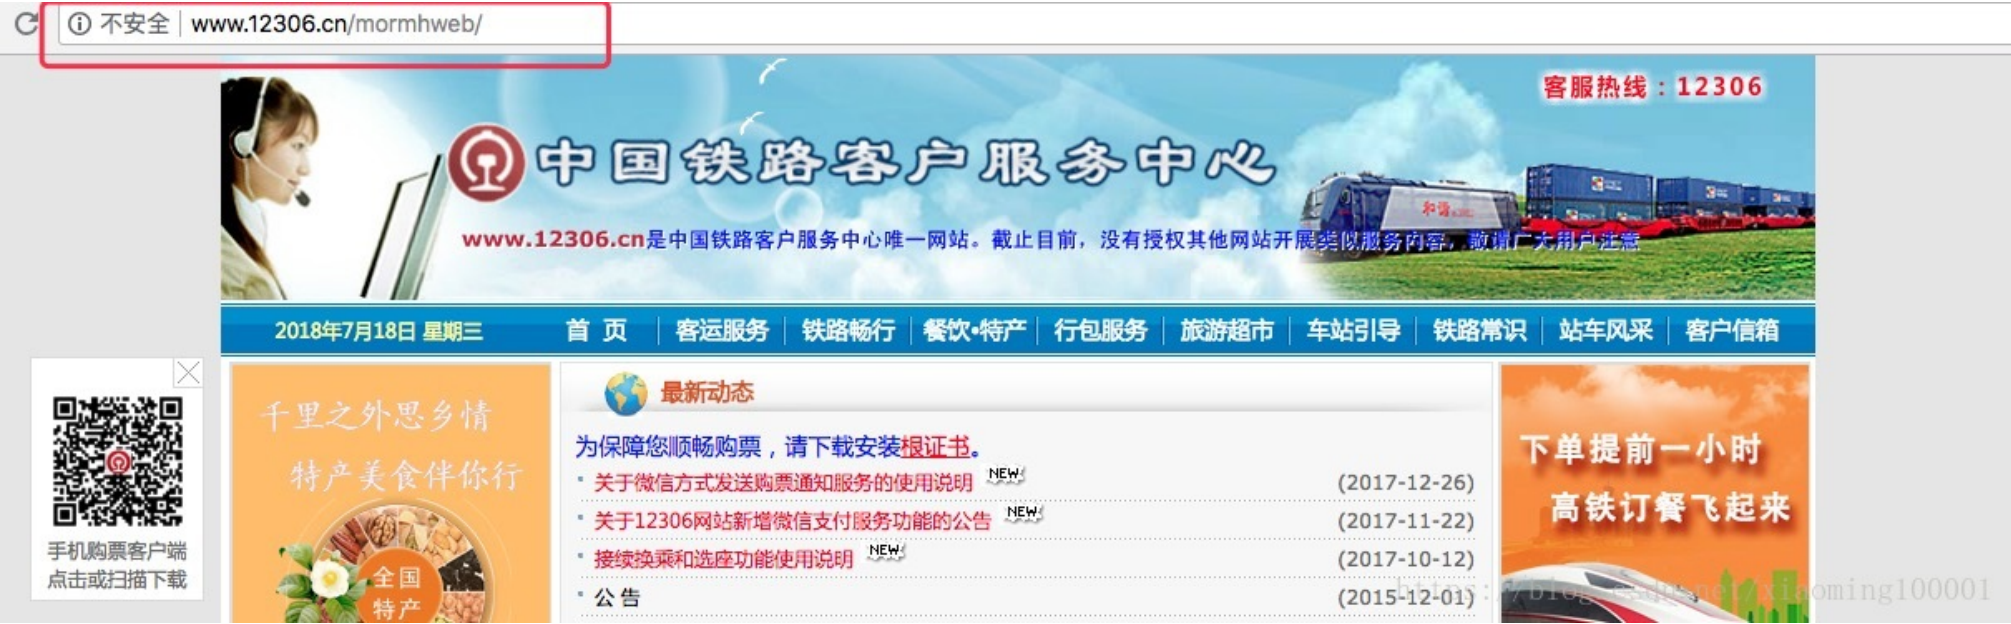 不安全 www.12306.cn/mormhweb/
客服热线：12306
中国铁路客户服务中心
和谐
www.12306.cn是中国铁路客户服务中心唯一网站。截止目前，没有授权其他网站开展类似服务内容，敬请广大用户注意
2018年7月18日 星期三 首 页 客运服务 铁路畅行 餐饮•特产 行包服务 旅游超市 车站引导 铁路常识 站车风采 客户信箱
手机购票客户端
点击或扫描下载
千里之外思乡情
特产美食伴你行
全国
特产
最新动态
为保障您顺畅购票，请下载安装根证书。
关于微信方式发送购票通知服务的使用说明 NEW (2017-12-26)
关于12306网站新增微信支付服务功能的公告 NEW (2017-11-22)
接续换乘和选座功能使用说明 NEW (2017-10-12)
公告 (2015-12-01)
下单提前一小时
高铁订餐飞起来
https://blog.csdn.net/xiaoming100001